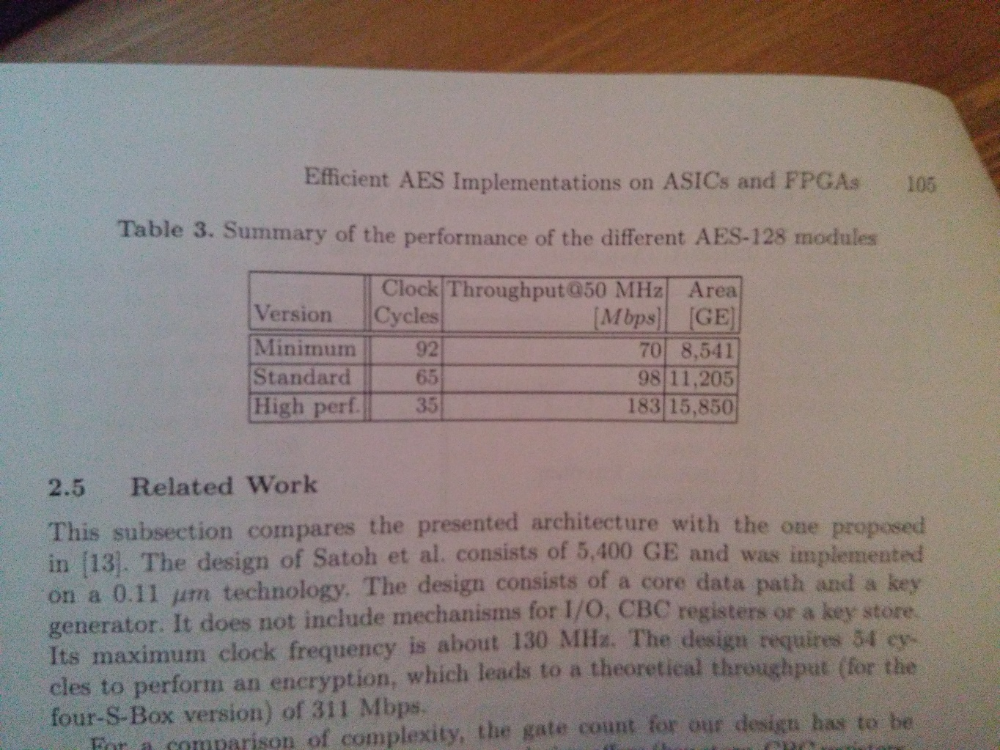 Efficient AES Implementations on ASICs and FPGAs 105
Table 3. Summary of the performance of the different AES-128 modules
Clock Throughput@50 MHz Area
Version Cycles [Mbps] [GE]
Minimum 92 70 8,541
Standard 65 98 11,205
High perf. 35 183 15,850
2.5 Related Work
This subsection compares the presented architecture with the one proposed
in [13]. The design of Satoh et al. consists of 5,400 GE and was implemented
on a 0.11 μm technology. The design consists of a core data path and a key
generator. It does not include mechanisms for I/O, CBC registers or a key store.
Its maximum clock frequency is about 130 MHz. The design requires 54 cy-
cles to perform an encryption, which leads to a theoretical throughput (for the
four-S-Box version) of 311 Mbps.
For a comparison of complexity, the gate count for our design has to be